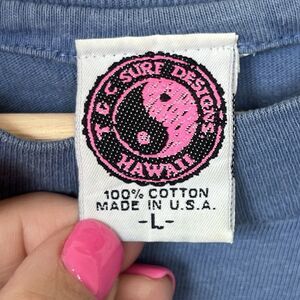 T & C SURF DESIGNS
HAWAII
100% COTTON
MADE IN U.S.A.
-L-